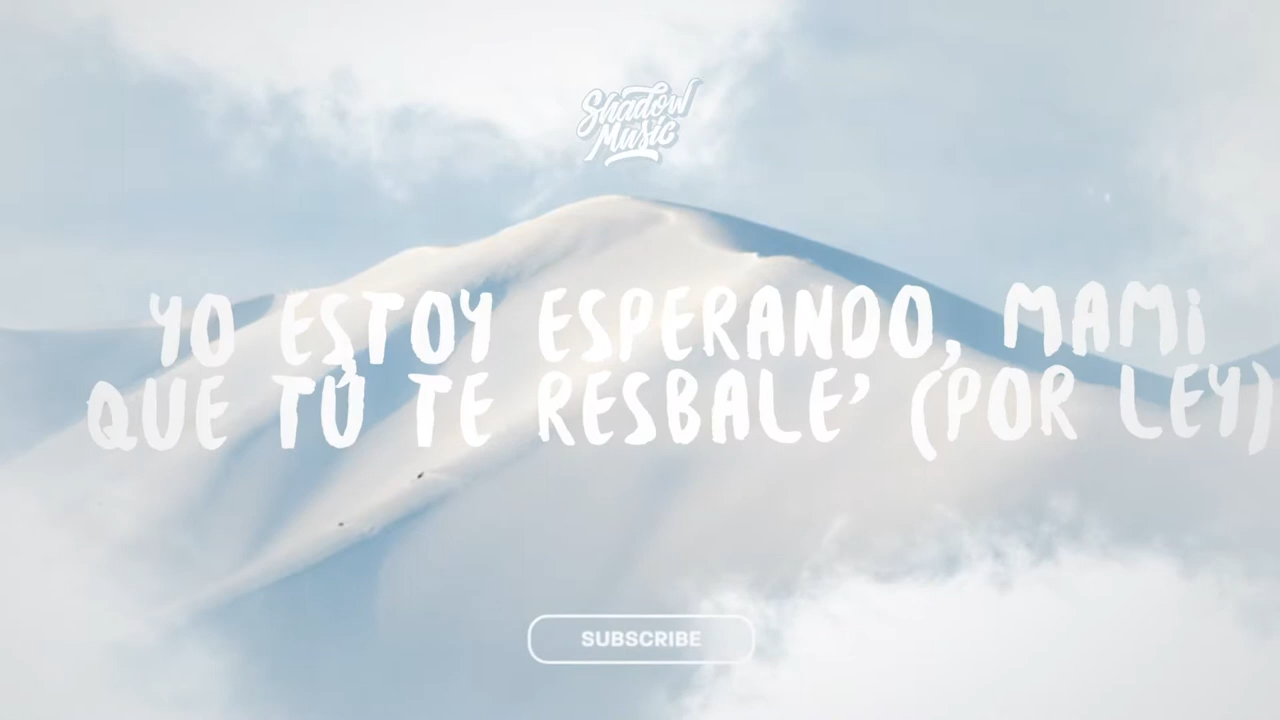 Shadow
Music
YO ESTOY ESPERANDO, MAMi
QUE TÚ TE RESBALE' (POR LEY)
SUBSCRIBE